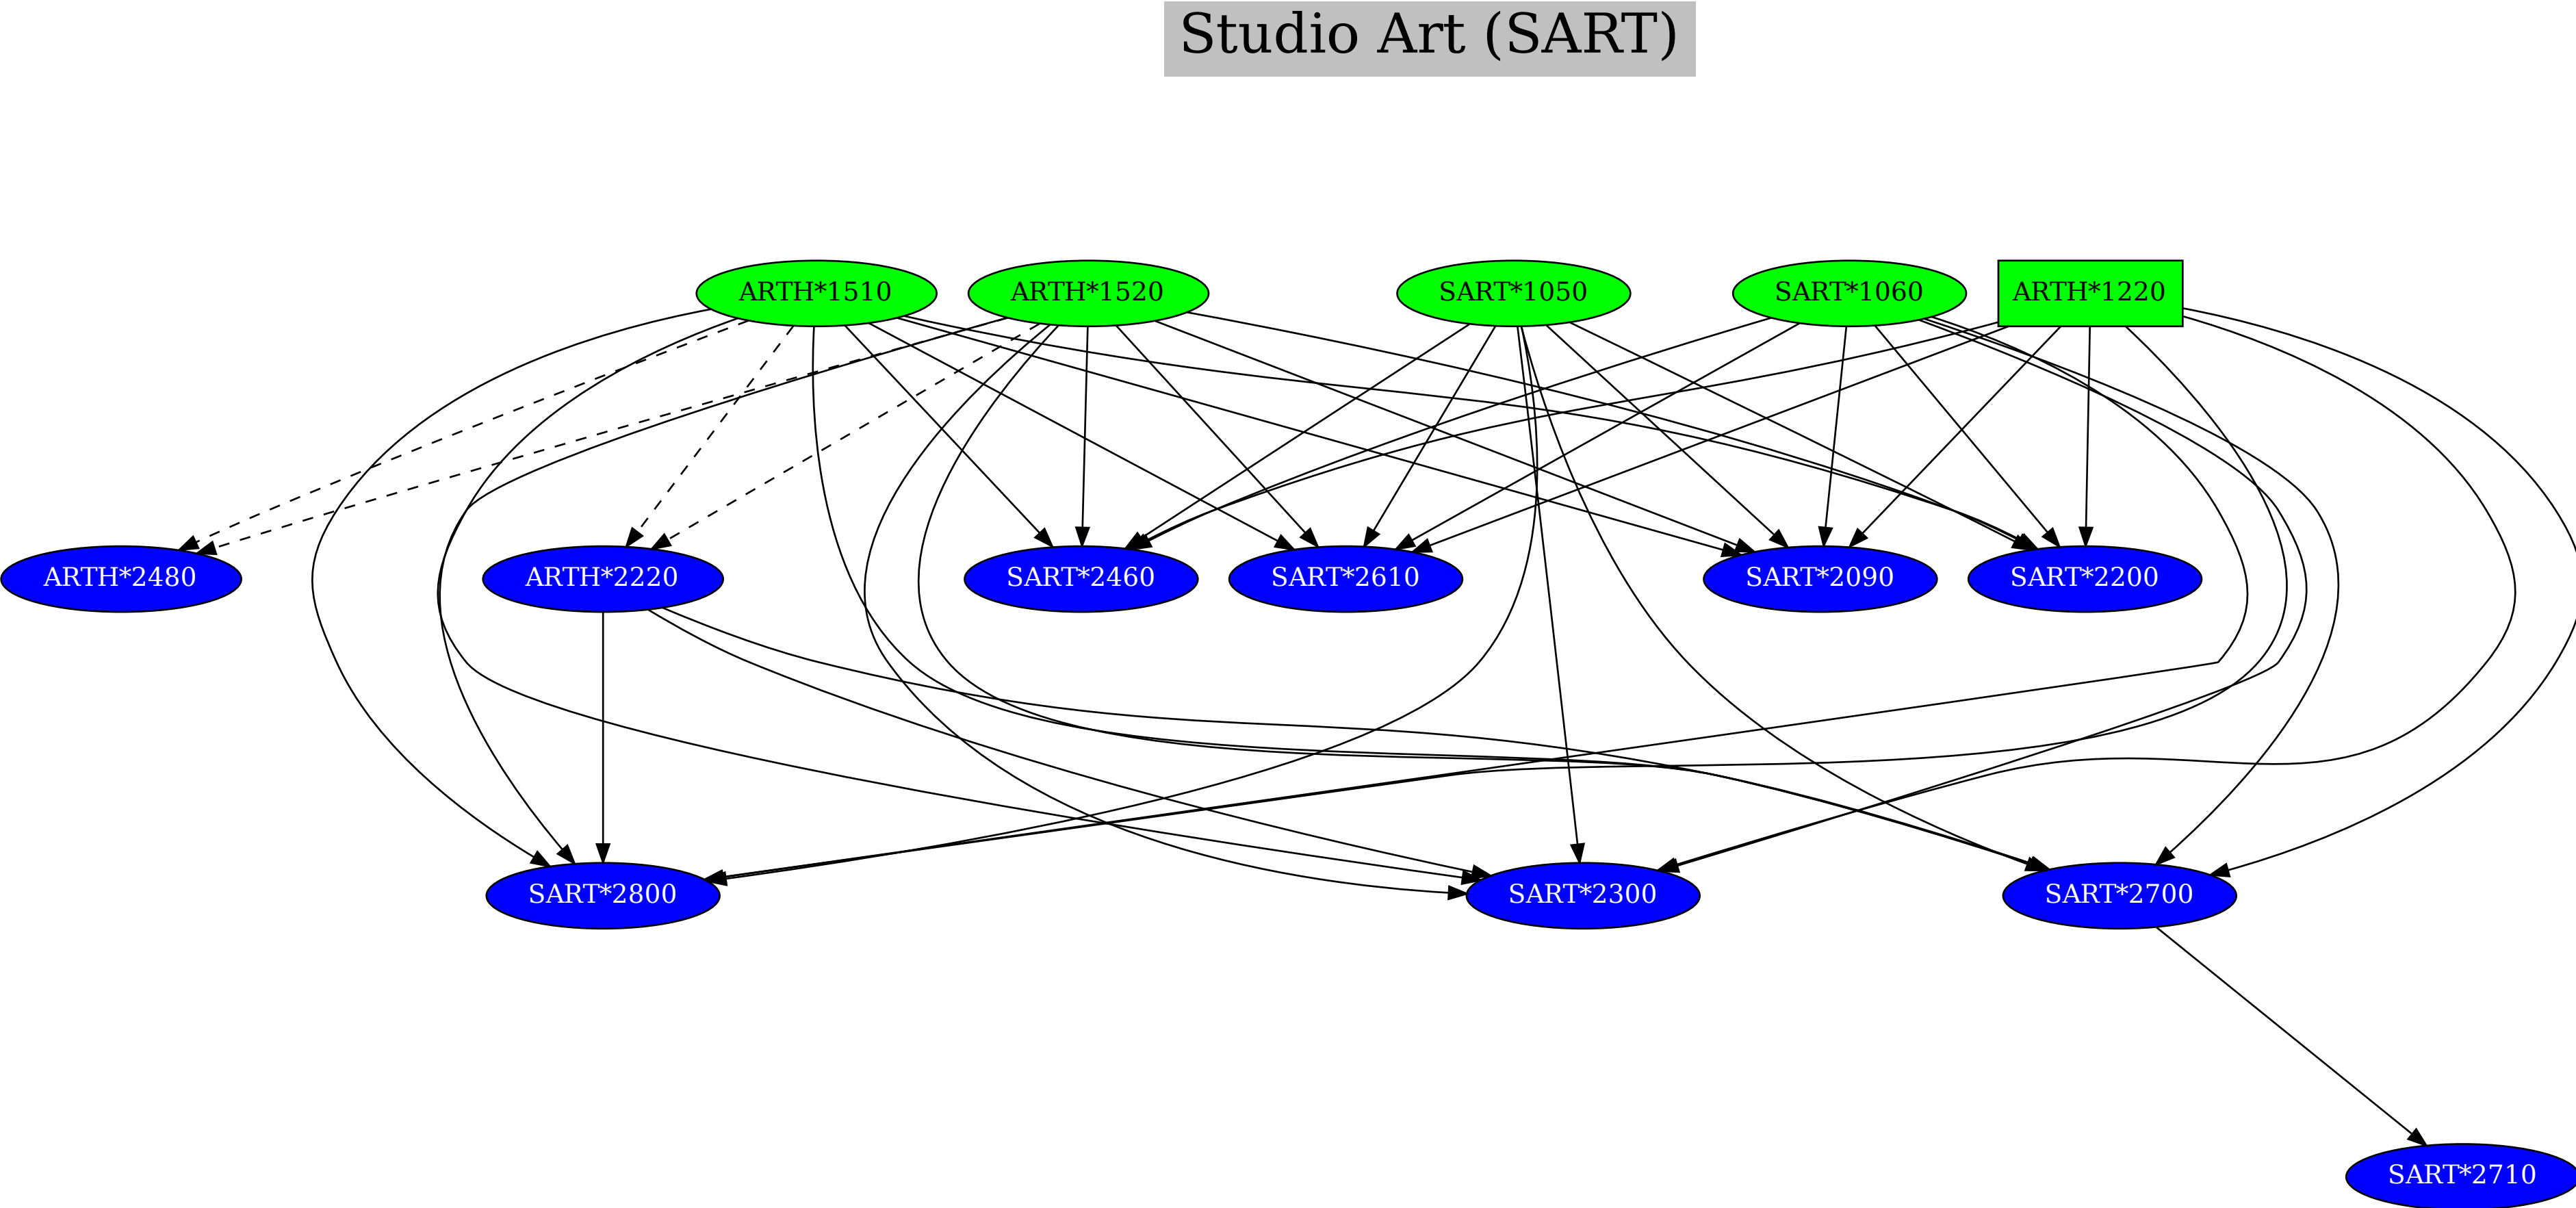 Studio Art (SART)
ARTH*1510
ARTH*1520
SART*1050
SART*1060
ARTH*1220
ARTH*2480
ARTH*2220
SART*2460
SART*2610
SART*2090
SART*2200
SART*2800
SART*2300
SART*2700
SART*2710